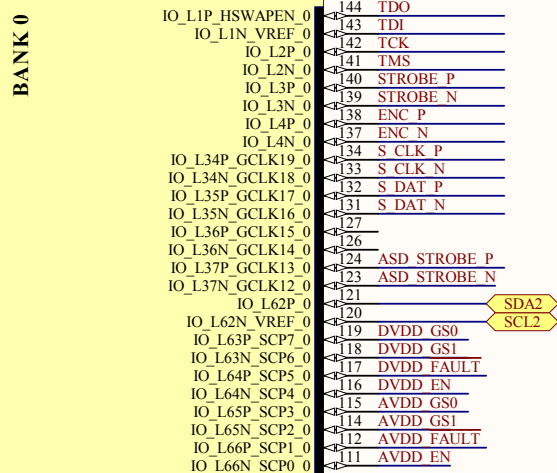 BANK 0
IO_L1P_HSWAPEN_0 144 TDO
IO_L1N_VREF_0 143 TDI
IO_L2P_0 142 TCK
IO_L2N_0 141 TMS
IO_L3P_0 140 STROBE_P
IO_L3N_0 139 STROBE_N
IO_L4P_0 138 ENC_P
IO_L4N_0 137 ENC_N
IO_L34P_GCLK19_0 134 S_CLK_P
IO_L34N_GCLK18_0 133 S_CLK_N
IO_L35P_GCLK17_0 132 S_DAT_P
IO_L35N_GCLK16_0 131 S_DAT_N
IO_L36P_GCLK15_0 127
IO_L36N_GCLK14_0 126
IO_L37P_GCLK13_0 124 ASD_STROBE_P
IO_L37N_GCLK12_0 123 ASD_STROBE_N
IO_L62P_0 121 SDA2
IO_L62N_VREF_0 120 SCL2
IO_L63P_SCP7_0 119 DVDD_GS0
IO_L63N_SCP6_0 118 DVDD_GS1
IO_L64P_SCP5_0 117 DVDD_FAULT
IO_L64N_SCP4_0 116 DVDD_EN
IO_L65P_SCP3_0 115 AVDD_GS0
IO_L65N_SCP2_0 114 AVDD_GS1
IO_L66P_SCP1_0 112 AVDD_FAULT
IO_L66N_SCP0_0 111 AVDD_EN